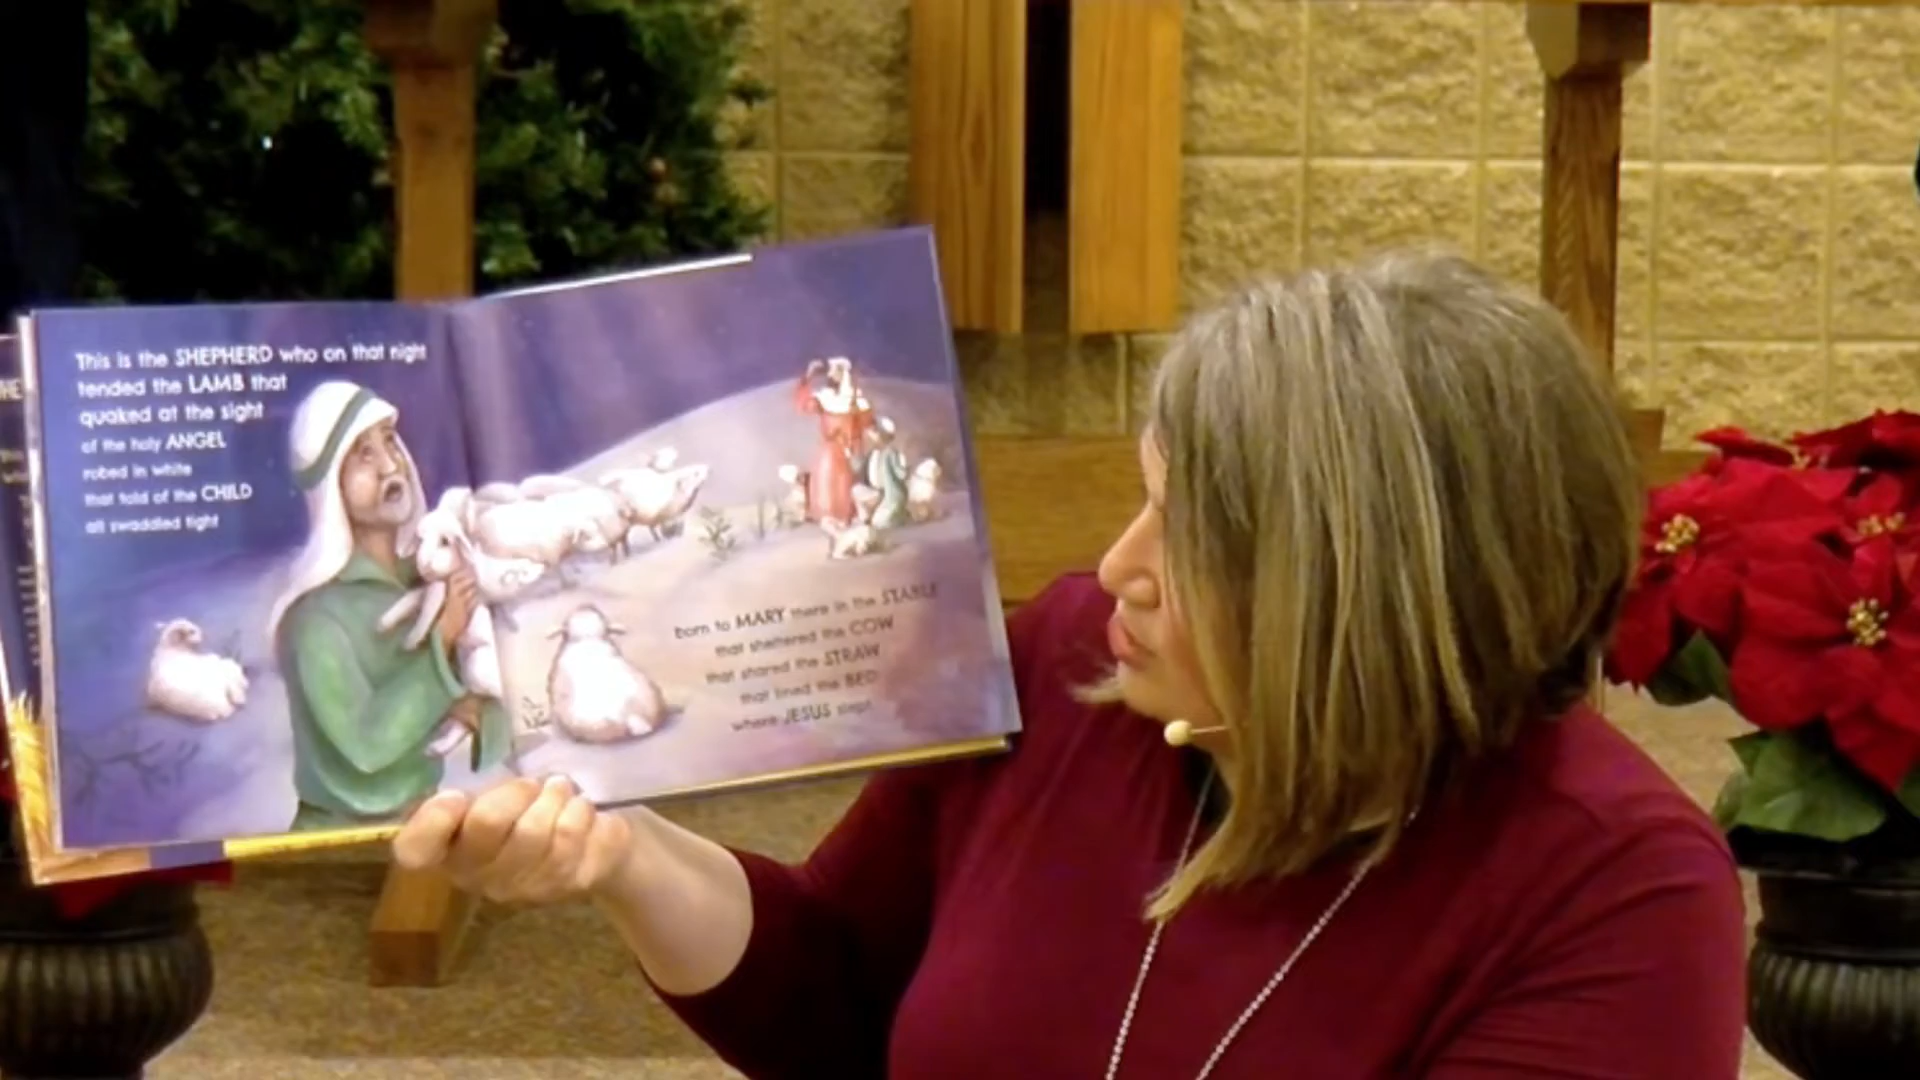 This is the SHEPHERD who on that night
tended the LAMB that
quaked at the sight
of the holy ANGEL
robed in white
that told of the CHILD
all swaddled tight
born to MARY there in the STABLE
that sheltered the COW
that shared the STRAW
that lined the BED
where JESUS slept.